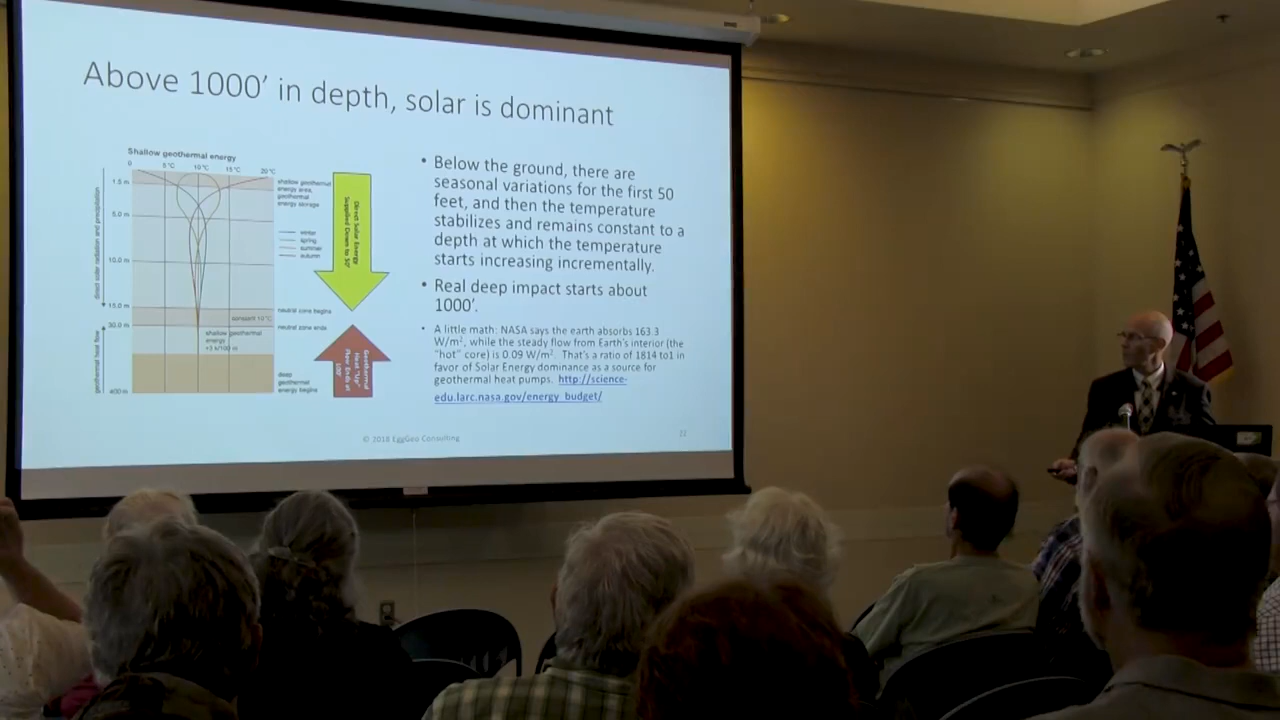 Above 1000' in depth, solar is dominant
Shallow geothermal energy
0 5 °C 10 °C 15 °C 20 °C
1.5 m
5.0 m
10.0 m
15.0 m
30.0 m
400 m
direct solar radiation and precipitation
geothermal heat flow
shallow geothermal
energy area,
geothermal
energy storage
winter
spring
summer
autumn
neutral zone begins
constant 10 °C
neutral zone ends
shallow geothermal
energy
+3 k/100 m
deep
geothermal
energy begins
Direct Solar Energy
Supplied Down to 50'
Geothermal
Heat "Up"
Flow Ends at
• Below the ground, there are
seasonal variations for the first 50
feet, and then the temperature
stabilizes and remains constant to a
depth at which the temperature
starts increasing incrementally.
• Real deep impact starts about
1000'.
• A little math: NASA says the earth absorbs 163.3
W/m², while the steady flow from Earth's interior (the
"hot" core) is 0.09 W/m². That's a ratio of 1814 to1 in
favor of Solar Energy dominance as a source for
geothermal heat pumps. http://science-
edu.larc.nasa.gov/energy_budget/
© 2018 EggGeo Consulting
22